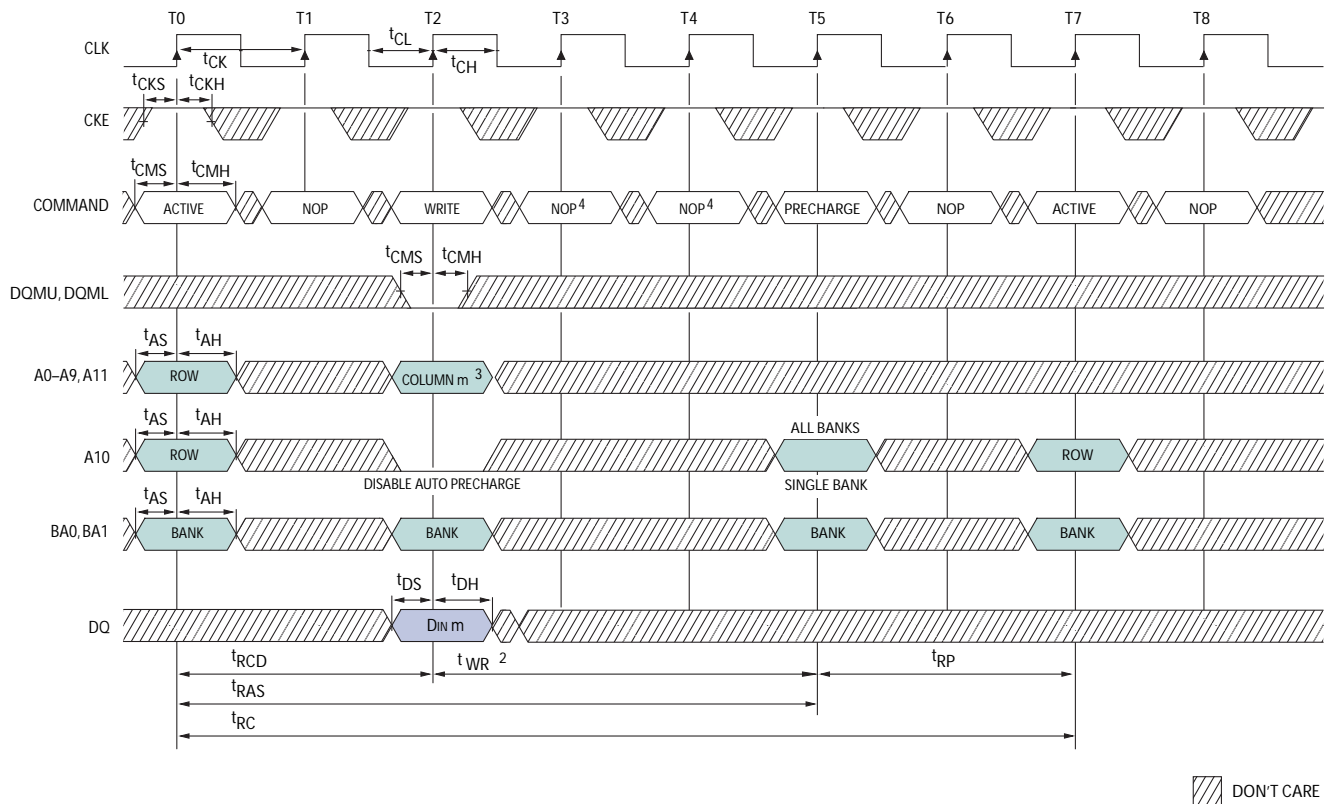 T0 T1 T2 T3 T4 T5 T6 T7 T8
CLK
tCK
tCL
tCH
tCKS tCKH
CKE
tCMS tCMH
COMMAND ACTIVE NOP WRITE NOP4 NOP4 PRECHARGE NOP ACTIVE NOP
tCMS tCMH
DQMU, DQML
tAS tAH
A0–A9, A11 ROW COLUMN m 3
tAS tAH
ALL BANKS
A10 ROW ROW
DISABLE AUTO PRECHARGE
SINGLE BANK
tAS tAH
BA0, BA1 BANK BANK BANK BANK
tDS tDH
DQ DIN m
tRCD tWR 2 tRP
tRAS
tRC
DON'T CARE